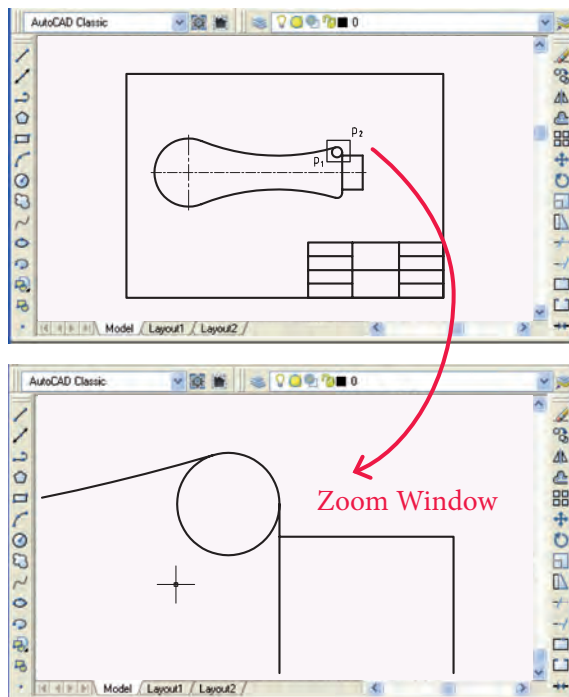 AutoCAD Classic 0
p2
p1
Model / Layout1 / Layout2 /
AutoCAD Classic 0
Zoom Window
Model / Layout1 / Layout2 /